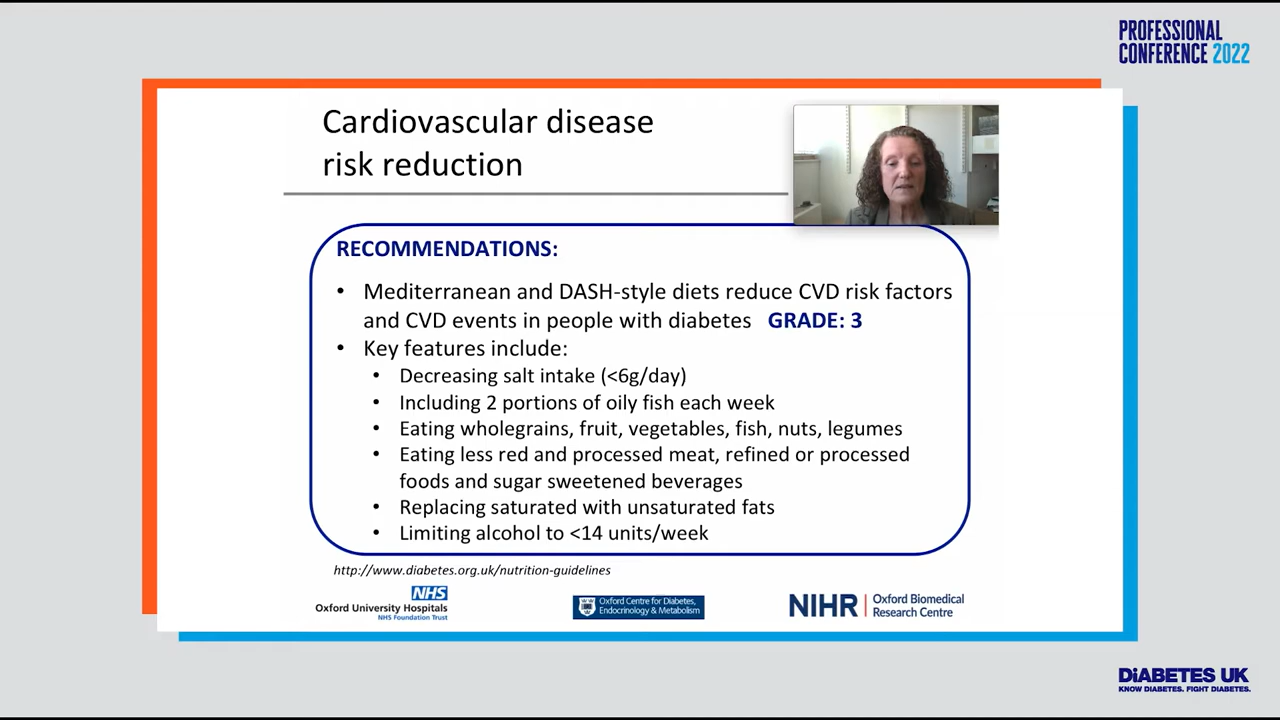 PROFESSIONAL
CONFERENCE 2022
Cardiovascular disease
risk reduction
RECOMMENDATIONS:
• Mediterranean and DASH-style diets reduce CVD risk factors
and CVD events in people with diabetes GRADE: 3
• Key features include:
• Decreasing salt intake (<6g/day)
• Including 2 portions of oily fish each week
• Eating wholegrains, fruit, vegetables, fish, nuts, legumes
• Eating less red and processed meat, refined or processed
foods and sugar sweetened beverages
• Replacing saturated with unsaturated fats
• Limiting alcohol to <14 units/week
http://www.diabetes.org.uk/nutrition-guidelines
NHS
Oxford University Hospitals
NHS Foundation Trust
Oxford Centre for Diabetes,
Endocrinology & Metabolism
NIHR | Oxford Biomedical
Research Centre
DiABETES UK
KNOW DIABETES. FIGHT DIABETES.